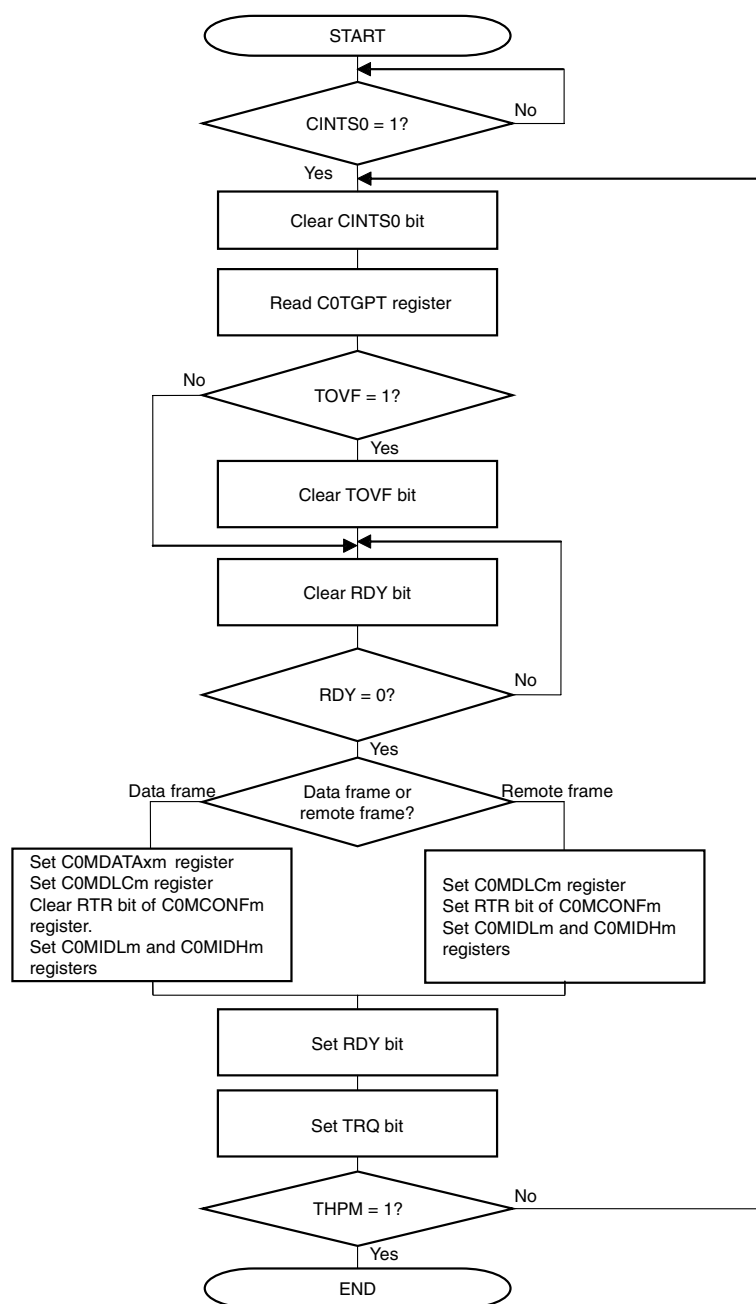 START
No
CINTS0 = 1?
Yes
Clear CINTS0 bit
Read C0TGPT register
No
TOVF = 1?
Yes
Clear TOVF bit
Clear RDY bit
No
RDY = 0?
Yes
Data frame
Data frame or
remote frame?
Remote frame
Set C0MDATAxm register
Set C0MDLCm register
Clear RTR bit of C0MCONFm
register.
Set C0MIDLm and C0MIDHm
registers
Set C0MDLCm register
Set RTR bit of C0MCONFm
Set C0MIDLm and C0MIDHm
registers
Set RDY bit
Set TRQ bit
No
THPM = 1?
Yes
END